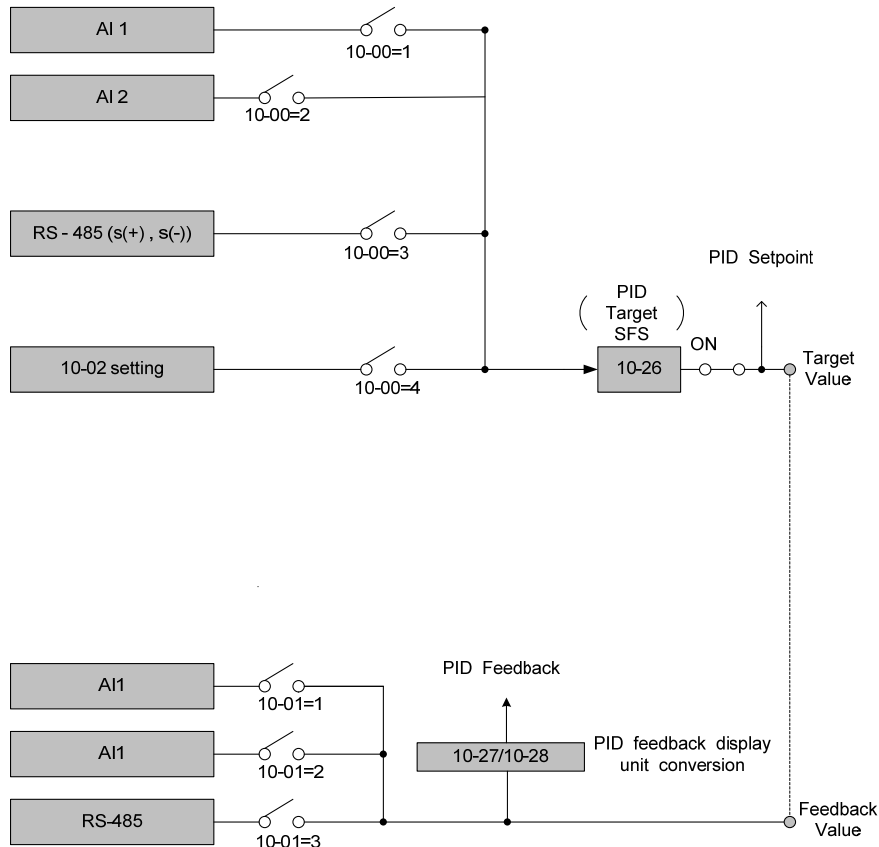 AI 1
10-00=1
AI 2
10-00=2
RS - 485 (s(+) , s(-))
10-00=3
PID Setpoint
( PID
Target
SFS )
10-02 setting
10-00=4
10-26
ON
Target
Value
AI1
10-01=1
AI1
10-01=2
RS-485
10-01=3
PID Feedback
10-27/10-28
PID feedback display
unit conversion
Feedback
Value